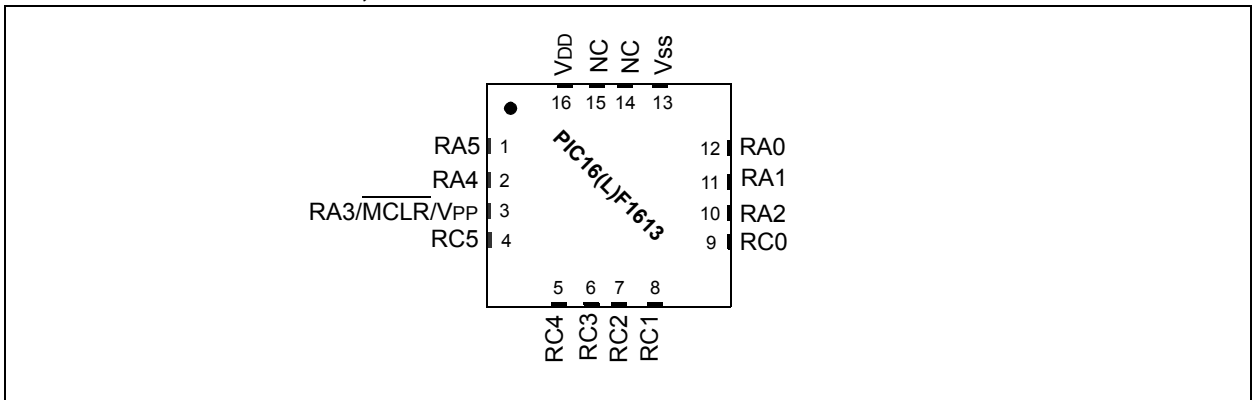 VDD NC NC Vss
16 15 14 13
RA5 1
RA4 2
RA3/MCLR/VPP 3
RC5 4
PIC16(L)F1613
12 RA0
11 RA1
10 RA2
9 RC0
5 6 7 8
RC4 RC3 RC2 RC1